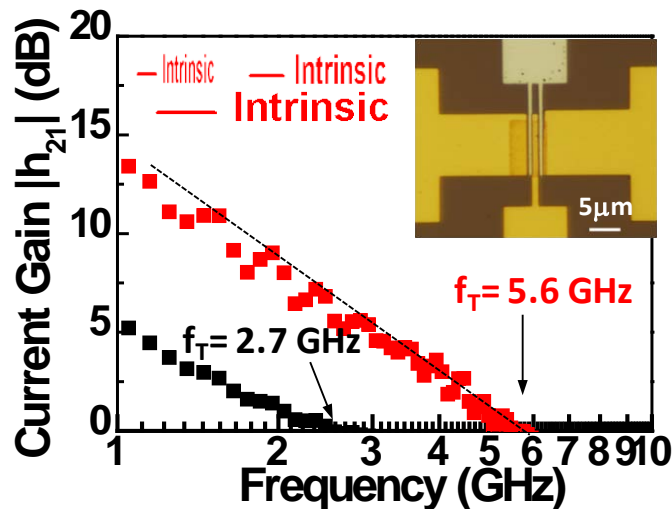 20
15
10
5
0
Current Gain |h21| (dB)
Intrinsic
Intrinsic
Intrinsic
5μm
fT= 5.6 GHz
fT= 2.7 GHz
1 2 3 4 5 6 7 8 9 10
Frequency (GHz)